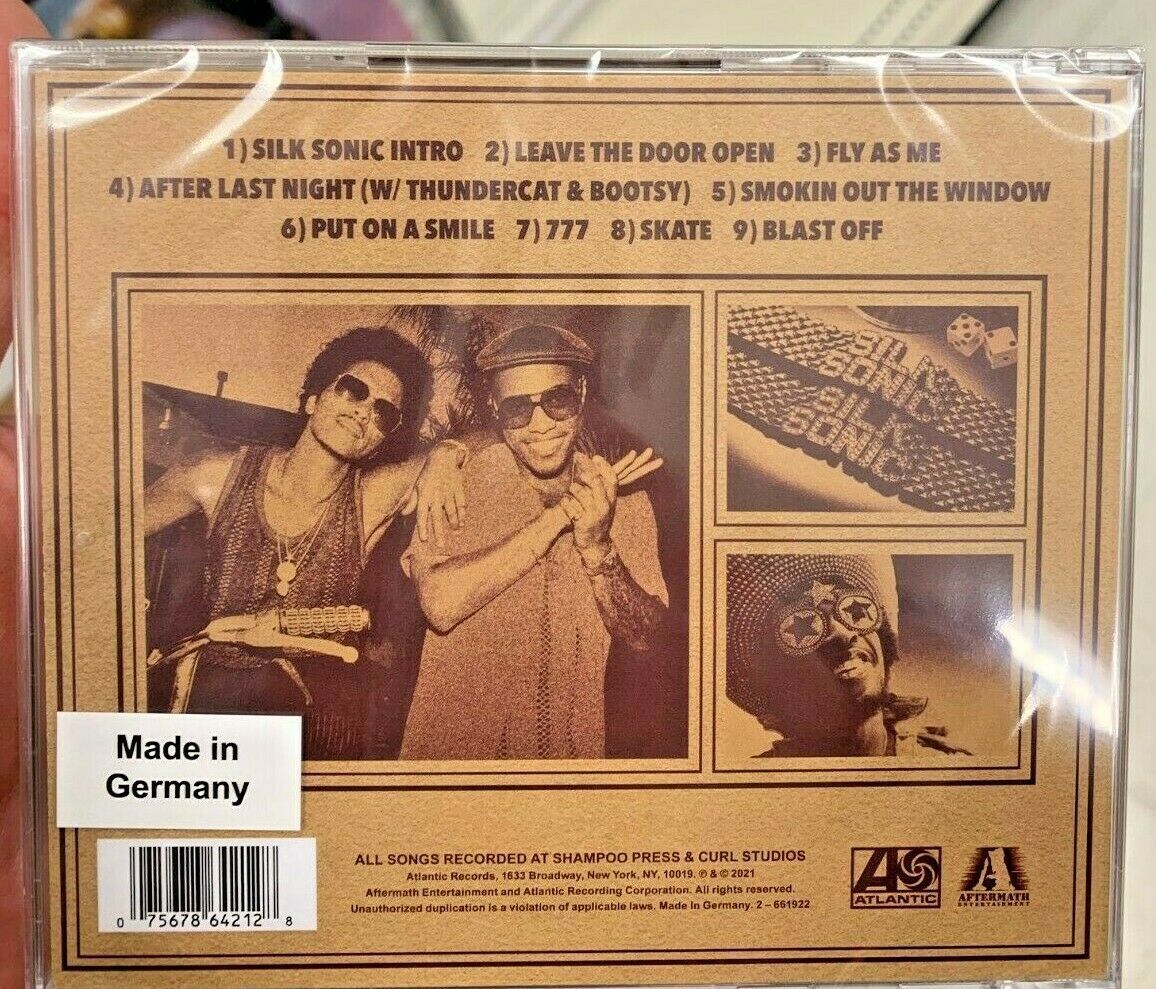 1) SILK SONIC INTRO 2) LEAVE THE DOOR OPEN 3) FLY AS ME
4) AFTER LAST NIGHT (W/ THUNDERCAT & BOOTSY) 5) SMOKIN OUT THE WINDOW
6) PUT ON A SMILE 7) 777 8) SKATE 9) BLAST OFF
SILK
SONIC
SILK
SONIC
Made in
Germany
0 75678 64212 8
ALL SONGS RECORDED AT SHAMPOO PRESS & CURL STUDIOS
Atlantic Records, 1633 Broadway, New York, NY, 10019. ℗ & © 2021
Aftermath Entertainment and Atlantic Recording Corporation. All rights reserved.
Unauthorized duplication is a violation of applicable laws. Made In Germany. 2 – 661922
ATLANTIC
A
AFTERMATH
ENTERTAINMENT